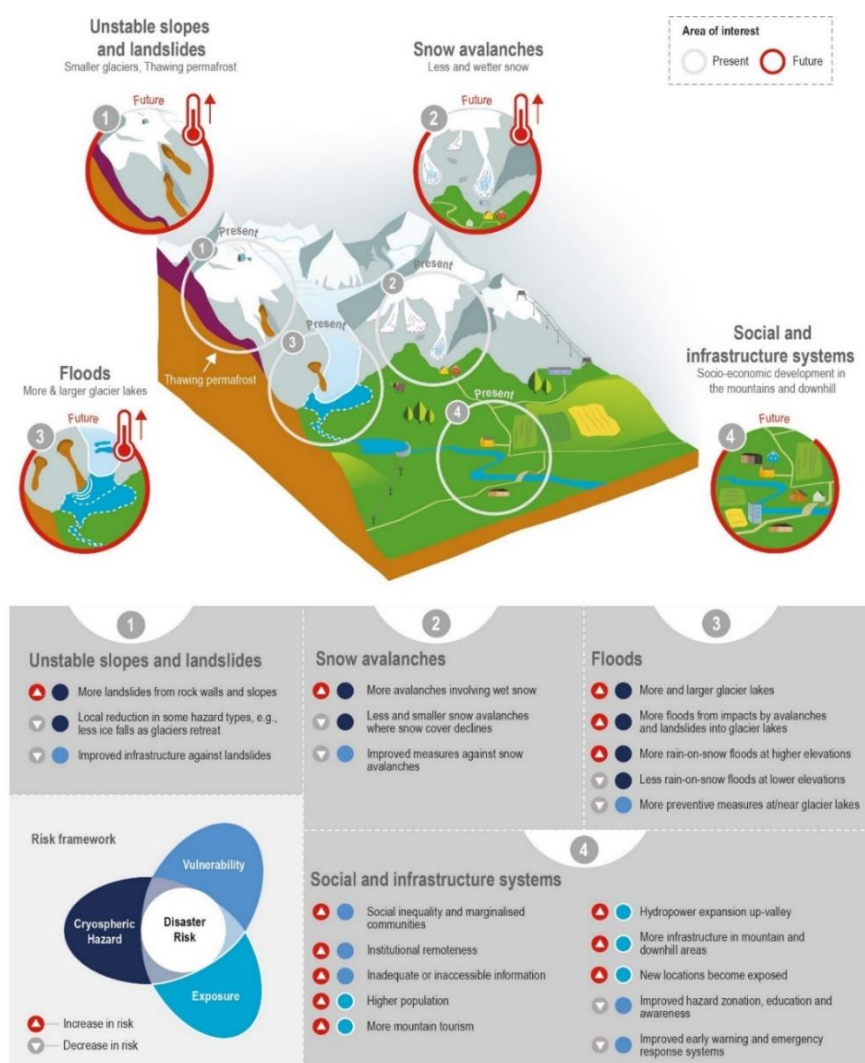 Unstable slopes
and landslides
Smaller glaciers, Thawing permafrost
Future
1
Snow avalanches
Less and wetter snow
Future
2
Area of interest
Present
Future
Present
1
Present
2
Present
3
Thawing permafrost
Present
4
Floods
More & larger glacier lakes
Future
3
Social and
infrastructure systems
Socio-economic development in
the mountains and downhill
Future
4
1
Unstable slopes and landslides
More landslides from rock walls and slopes
Local reduction in some hazard types, e.g.,
less ice falls as glaciers retreat
Improved infrastructure against landslides
2
Snow avalanches
More avalanches involving wet snow
Less and smaller snow avalanches
where snow cover declines
Improved measures against snow
avalanches
3
Floods
More and larger glacier lakes
More floods from impacts by avalanches
and landslides into glacier lakes
More rain-on-snow floods at higher elevations
Less rain-on-snow floods at lower elevations
More preventive measures at/near glacier lakes
Risk framework
Vulnerability
Cryospheric
Hazard
Disaster
Risk
Exposure
Increase in risk
Decrease in risk
4
Social and infrastructure systems
Social inequality and marginalised
communities
Institutional remoteness
Inadequate or inaccessible information
Higher population
More mountain tourism
Hydropower expansion up-valley
More infrastructure in mountain and
downhill areas
New locations become exposed
Improved hazard zonation, education and
awareness
Improved early warning and emergency
response systems